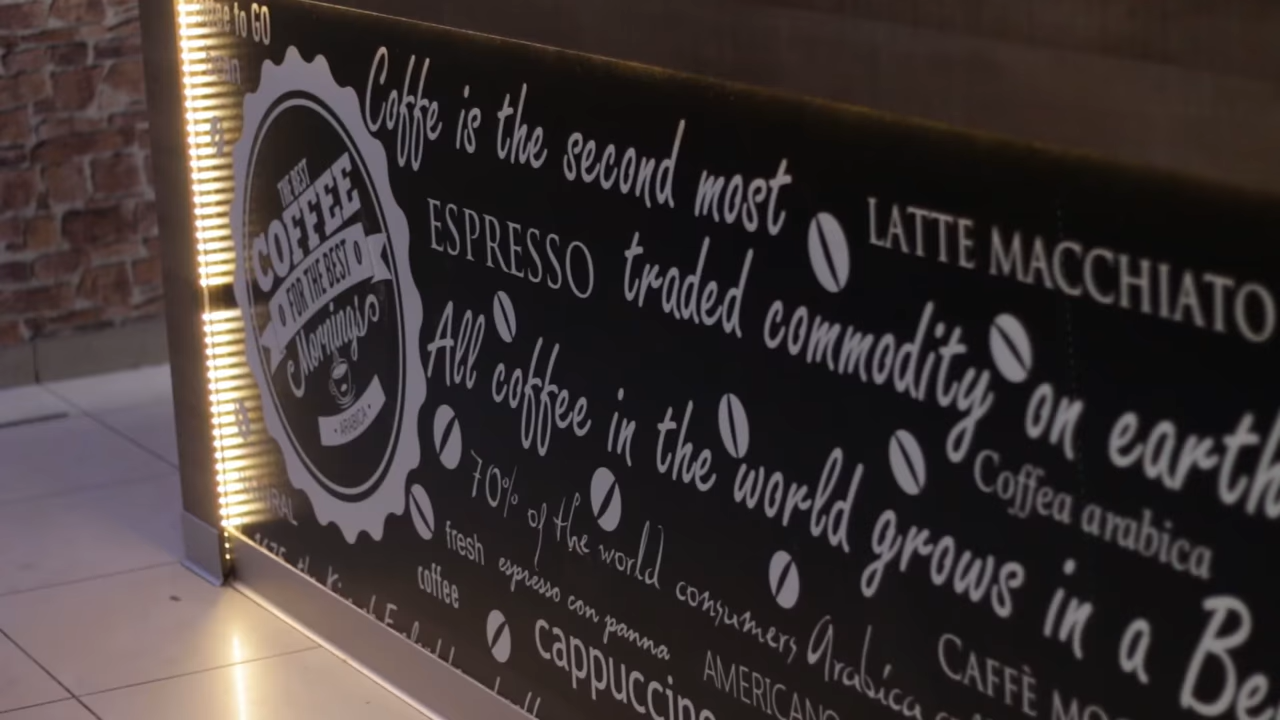 to GO
THE BEST
COFFEE
FOR THE BEST
Mornings
ARABICA
Coffe is the second most
ESPRESSO
LATTE MACCHIATO
traded commodity on earth
All coffee in the world grows in a
Coffea arabica
70% of the world consumers Arabica
fresh
coffee
espresso con panna
cappuccino
AMERICANO
CAFFÈ